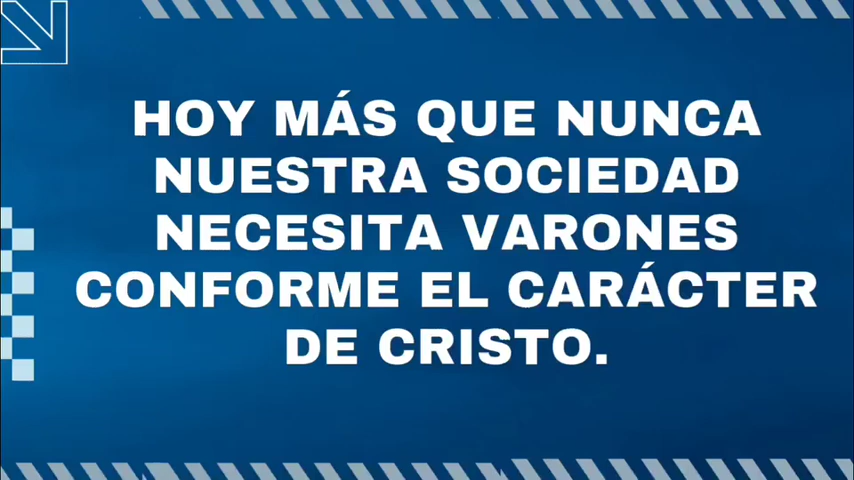 HOY MÁS QUE NUNCA
NUESTRA SOCIEDAD
NECESITA VARONES
CONFORME EL CARÁCTER
DE CRISTO.